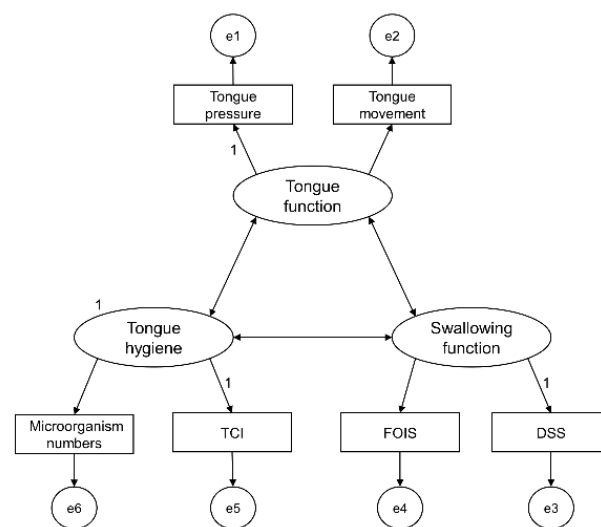 e1
e2
Tongue
pressure
Tongue
movement
1
Tongue
function
1
Tongue
hygiene
Swallowing
function
1
1
Microorganism
numbers
TCI
FOIS
DSS
e6
e5
e4
e3